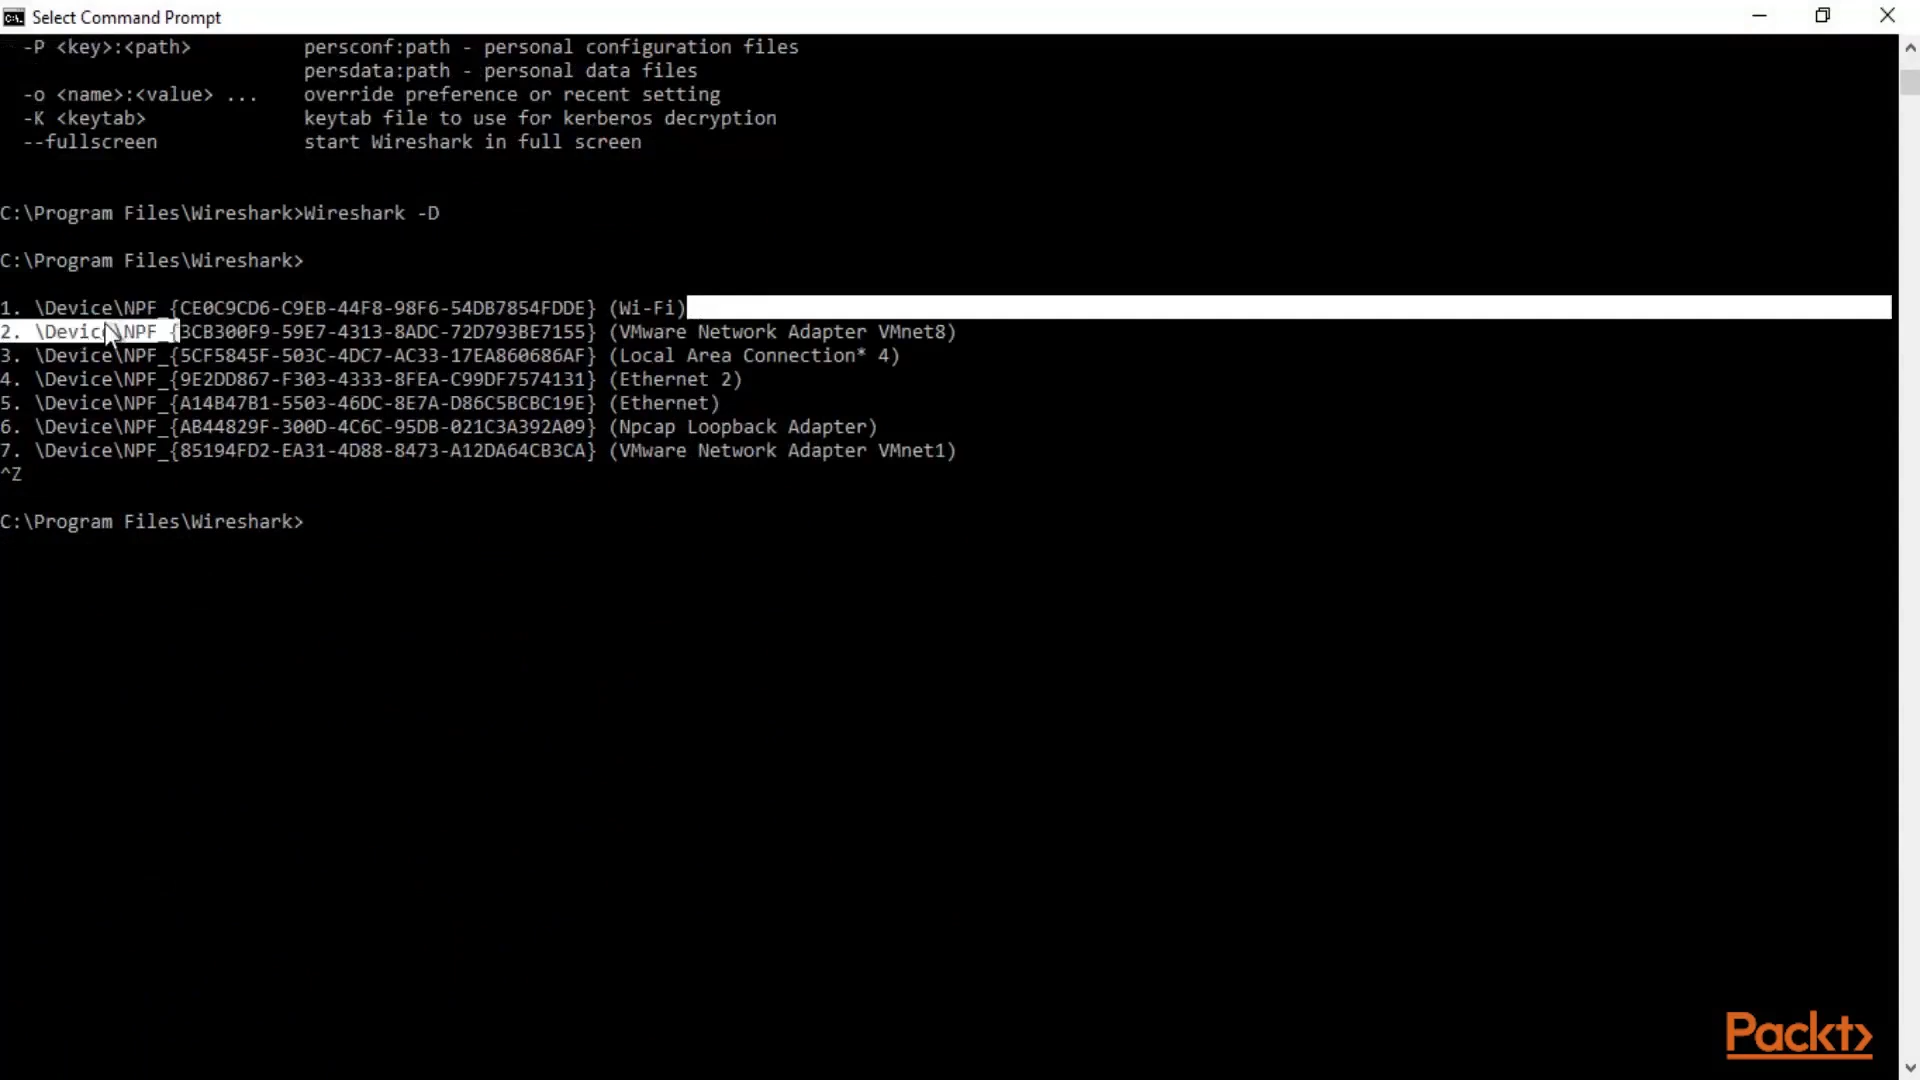 Select Command Prompt
-P <key>:<path> persconf:path - personal configuration files
persdata:path - personal data files
-o <name>:<value> ... override preference or recent setting
-K <keytab> keytab file to use for kerberos decryption
--fullscreen start Wireshark in full screen
C:\Program Files\Wireshark>Wireshark -D
C:\Program Files\Wireshark>
1. \Device\NPF_{CE0C9CD6-C9EB-44F8-98F6-54DB7854FDDE} (Wi-Fi)
2. \Device\NPF_{3CB300F9-59E7-4313-8ADC-72D793BE7155} (VMware Network Adapter VMnet8)
3. \Device\NPF_{5CF5845F-503C-4DC7-AC33-17EA860686AF} (Local Area Connection* 4)
4. \Device\NPF_{9E2DD867-F303-4333-8FEA-C99DF7574131} (Ethernet 2)
5. \Device\NPF_{A14B47B1-5503-46DC-8E7A-D86C5BCBC19E} (Ethernet)
6. \Device\NPF_{AB44829F-300D-4C6C-95DB-021C3A392A09} (Npcap Loopback Adapter)
7. \Device\NPF_{85194FD2-EA31-4D88-8473-A12DA64CB3CA} (VMware Network Adapter VMnet1)
^Z
C:\Program Files\Wireshark>
Packt>